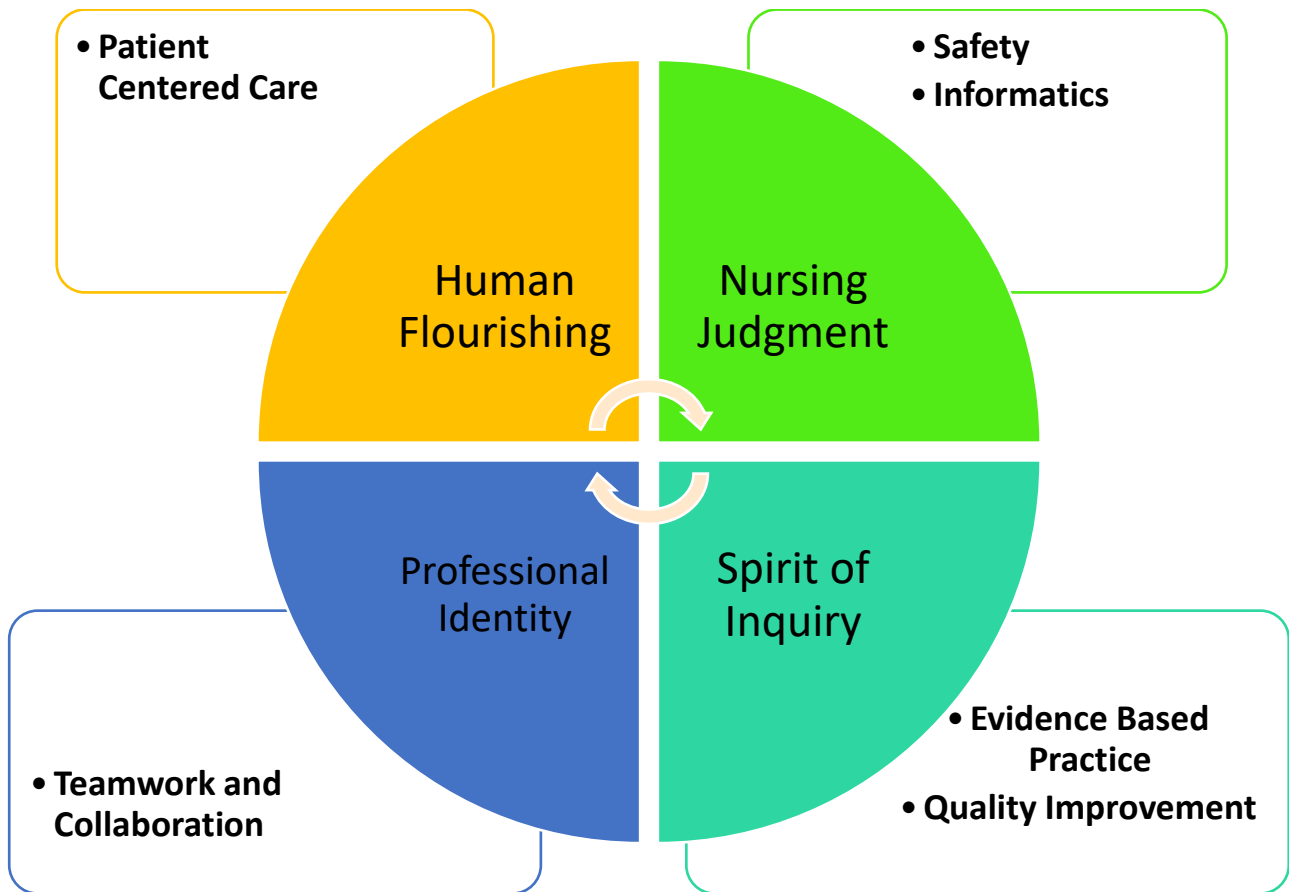 • Patient
Centered Care
• Safety
• Informatics
Human
Flourishing
Nursing
Judgment
Professional
Identity
Spirit of
Inquiry
• Teamwork and
Collaboration
• Evidence Based
Practice
• Quality Improvement